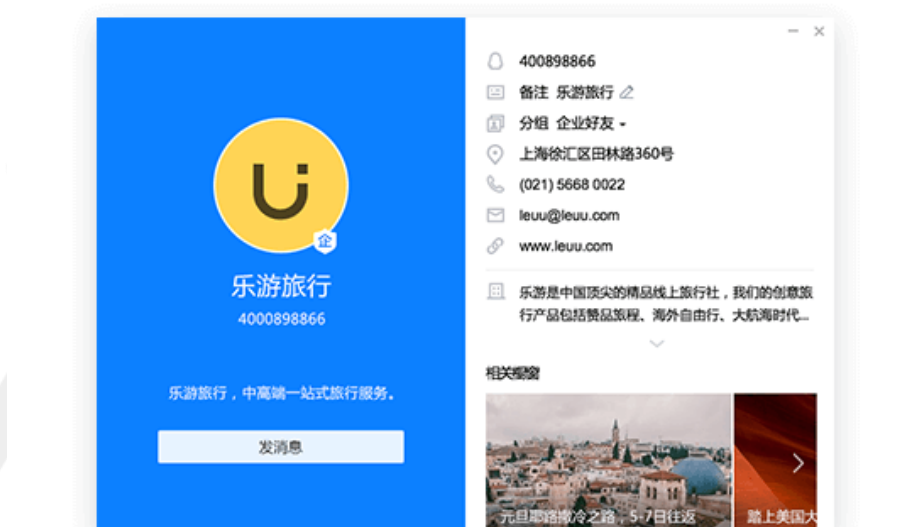 乐游旅行
4000898866
乐游旅行，中高端一站式旅行服务。
发消息
400898866
备注 乐游旅行
分组 企业好友
上海徐汇区田林路360号
(021) 5668 0022
leuu@leuu.com
www.leuu.com
乐游是中国顶尖的精品线上旅行社，我们的创意旅
行产品包括赞品旅程、海外自由行、大航海时代...
相关橱窗
元旦耶路撒冷之路，5-7日往返
踏上美国大
企